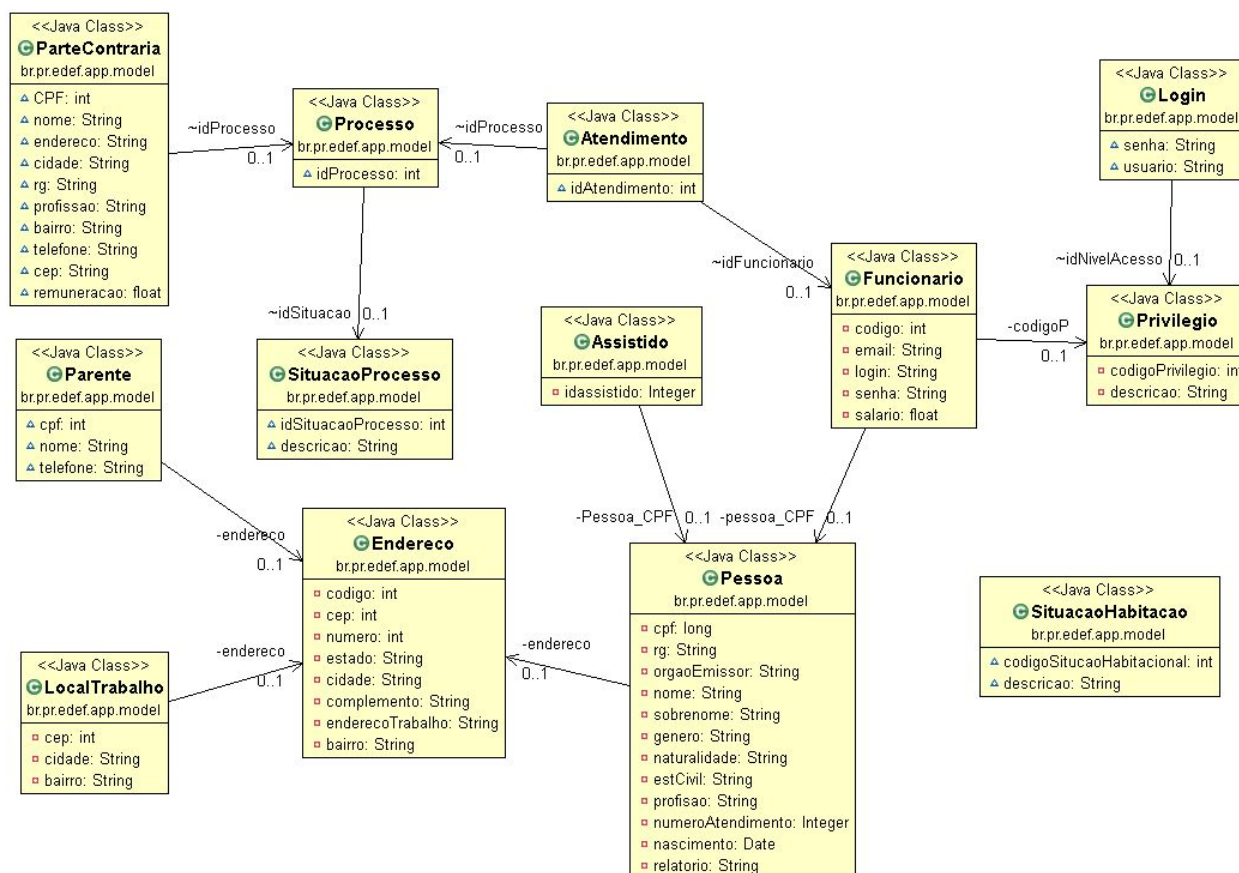 <<Java Class>>
ParteContraria
br.pr.edef.app.model
CPF: int
nome: String
endereco: String
cidade: String
rg: String
profissao: String
bairro: String
telefone: String
cep: String
remuneracao: float
~idProcesso
0..1
<<Java Class>>
Processo
br.pr.edef.app.model
idProcesso: int
~idProcesso
0..1
<<Java Class>>
Atendimento
br.pr.edef.app.model
idAtendimento: int
<<Java Class>>
Login
br.pr.edef.app.model
senha: String
usuario: String
~idNivelAcesso
0..1
~idFuncionario
0..1
<<Java Class>>
Funcionario
br.pr.edef.app.model
codigo: int
email: String
login: String
senha: String
salario: float
-codigoP
0..1
<<Java Class>>
Privilegio
br.pr.edef.app.model
codigoPrivilegio: int
descricao: String
~idSituacao
0..1
<<Java Class>>
SituacaoProcesso
br.pr.edef.app.model
idSituacaoProcesso: int
descricao: String
<<Java Class>>
Assistido
br.pr.edef.app.model
idassistido: Integer
<<Java Class>>
Parente
br.pr.edef.app.model
cpf: int
nome: String
telefone: String
-endereco
0..1
<<Java Class>>
Endereco
br.pr.edef.app.model
codigo: int
cep: int
numero: int
estado: String
cidade: String
complemento: String
enderecoTrabalho: String
bairro: String
-Pessoa_CPF
0..1
-pessoa_CPF
0..1
<<Java Class>>
Pessoa
br.pr.edef.app.model
cpf: long
rg: String
orgaoEmissor: String
nome: String
sobrenome: String
genero: String
naturalidade: String
estCivil: String
profisao: String
numeroAtendimento: Integer
nascimento: Date
relatorio: String
-endereco
0..1
<<Java Class>>
LocalTrabalho
br.pr.edef.app.model
cep: int
cidade: String
bairro: String
-endereco
0..1
<<Java Class>>
SituacaoHabitacao
br.pr.edef.app.model
codigoSitucaoHabitacional: int
descricao: String